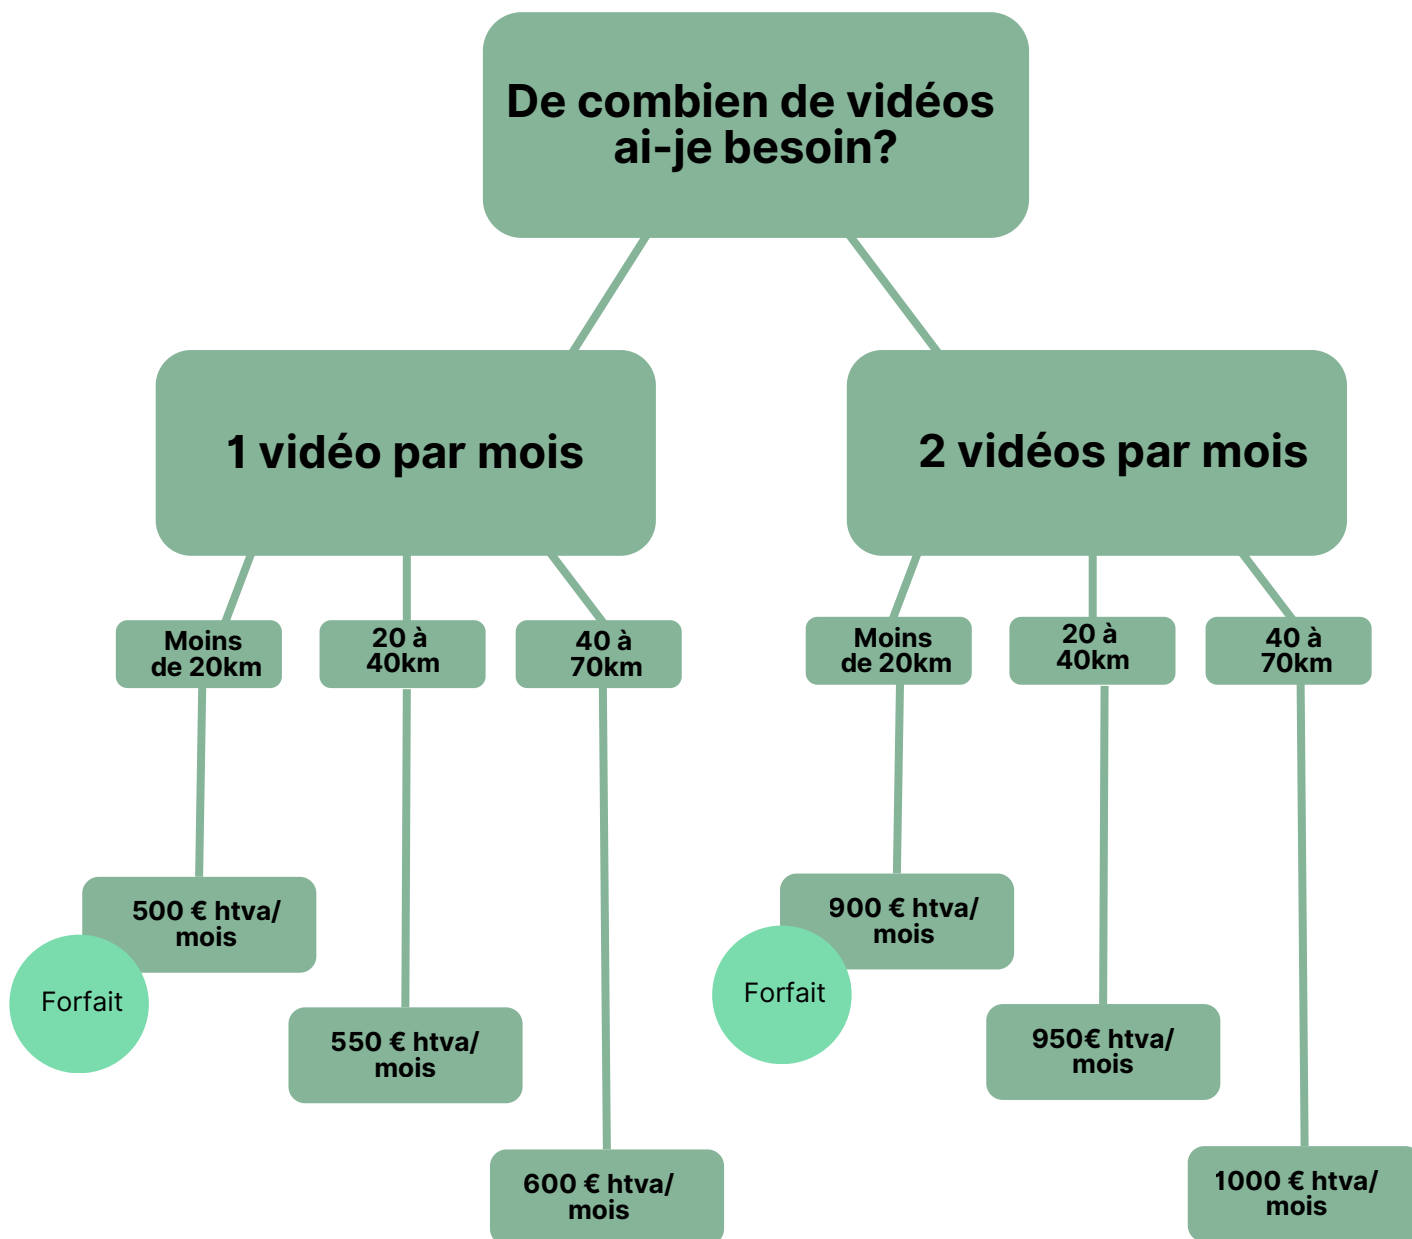 De combien de vidéos
ai-je besoin?
1 vidéo par mois
2 vidéos par mois
Moins
de 20km
20 à
40km
40 à
70km
Moins
de 20km
20 à
40km
40 à
70km
500 € htva/
mois
Forfait
900 € htva/
mois
Forfait
550 € htva/
mois
950€ htva/
mois
600 € htva/
mois
1000 € htva/
mois